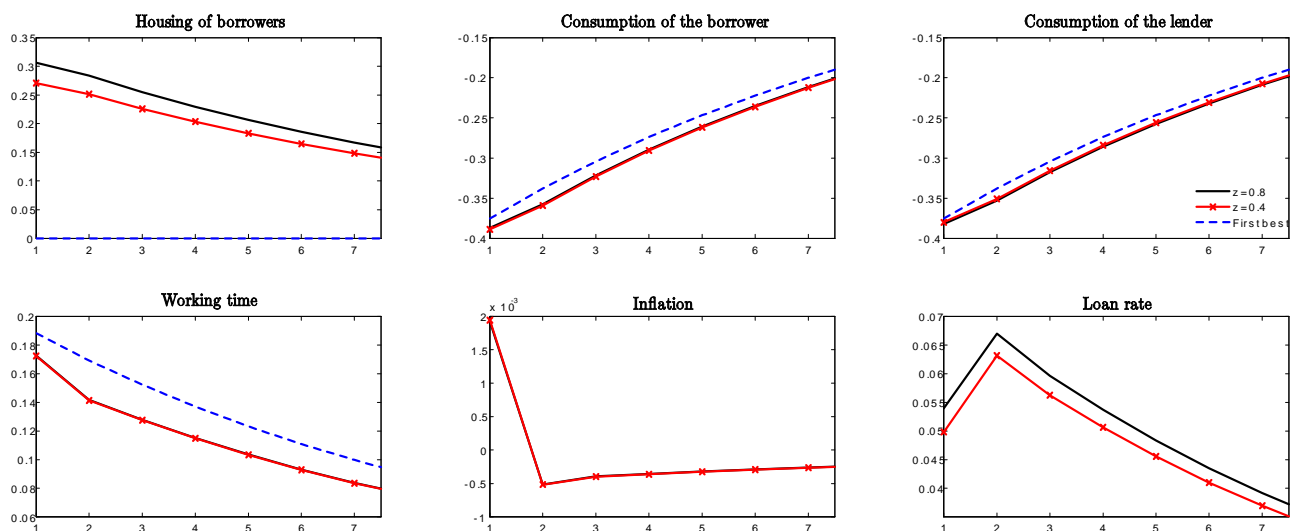 Housing of borrowers
0.35
0.3
0.25
0.2
0.15
0.1
0.05
0
1 2 3 4 5 6 7
Consumption of the borrower
-0.15
-0.2
-0.25
-0.3
-0.35
-0.4
1 2 3 4 5 6 7
Consumption of the lender
-0.15
-0.2
-0.25
-0.3
-0.35
-0.4
z=0.8
z=0.4
First best
1 2 3 4 5 6 7
Working time
0.2
0.18
0.16
0.14
0.12
0.1
0.08
0.06
1 2 3 4 5 6 7
Inflation
x 10^-3
2
1.5
1
0.5
0
-0.5
-1
1 2 3 4 5 6 7
Loan rate
0.07
0.065
0.06
0.055
0.05
0.045
0.04
1 2 3 4 5 6 7